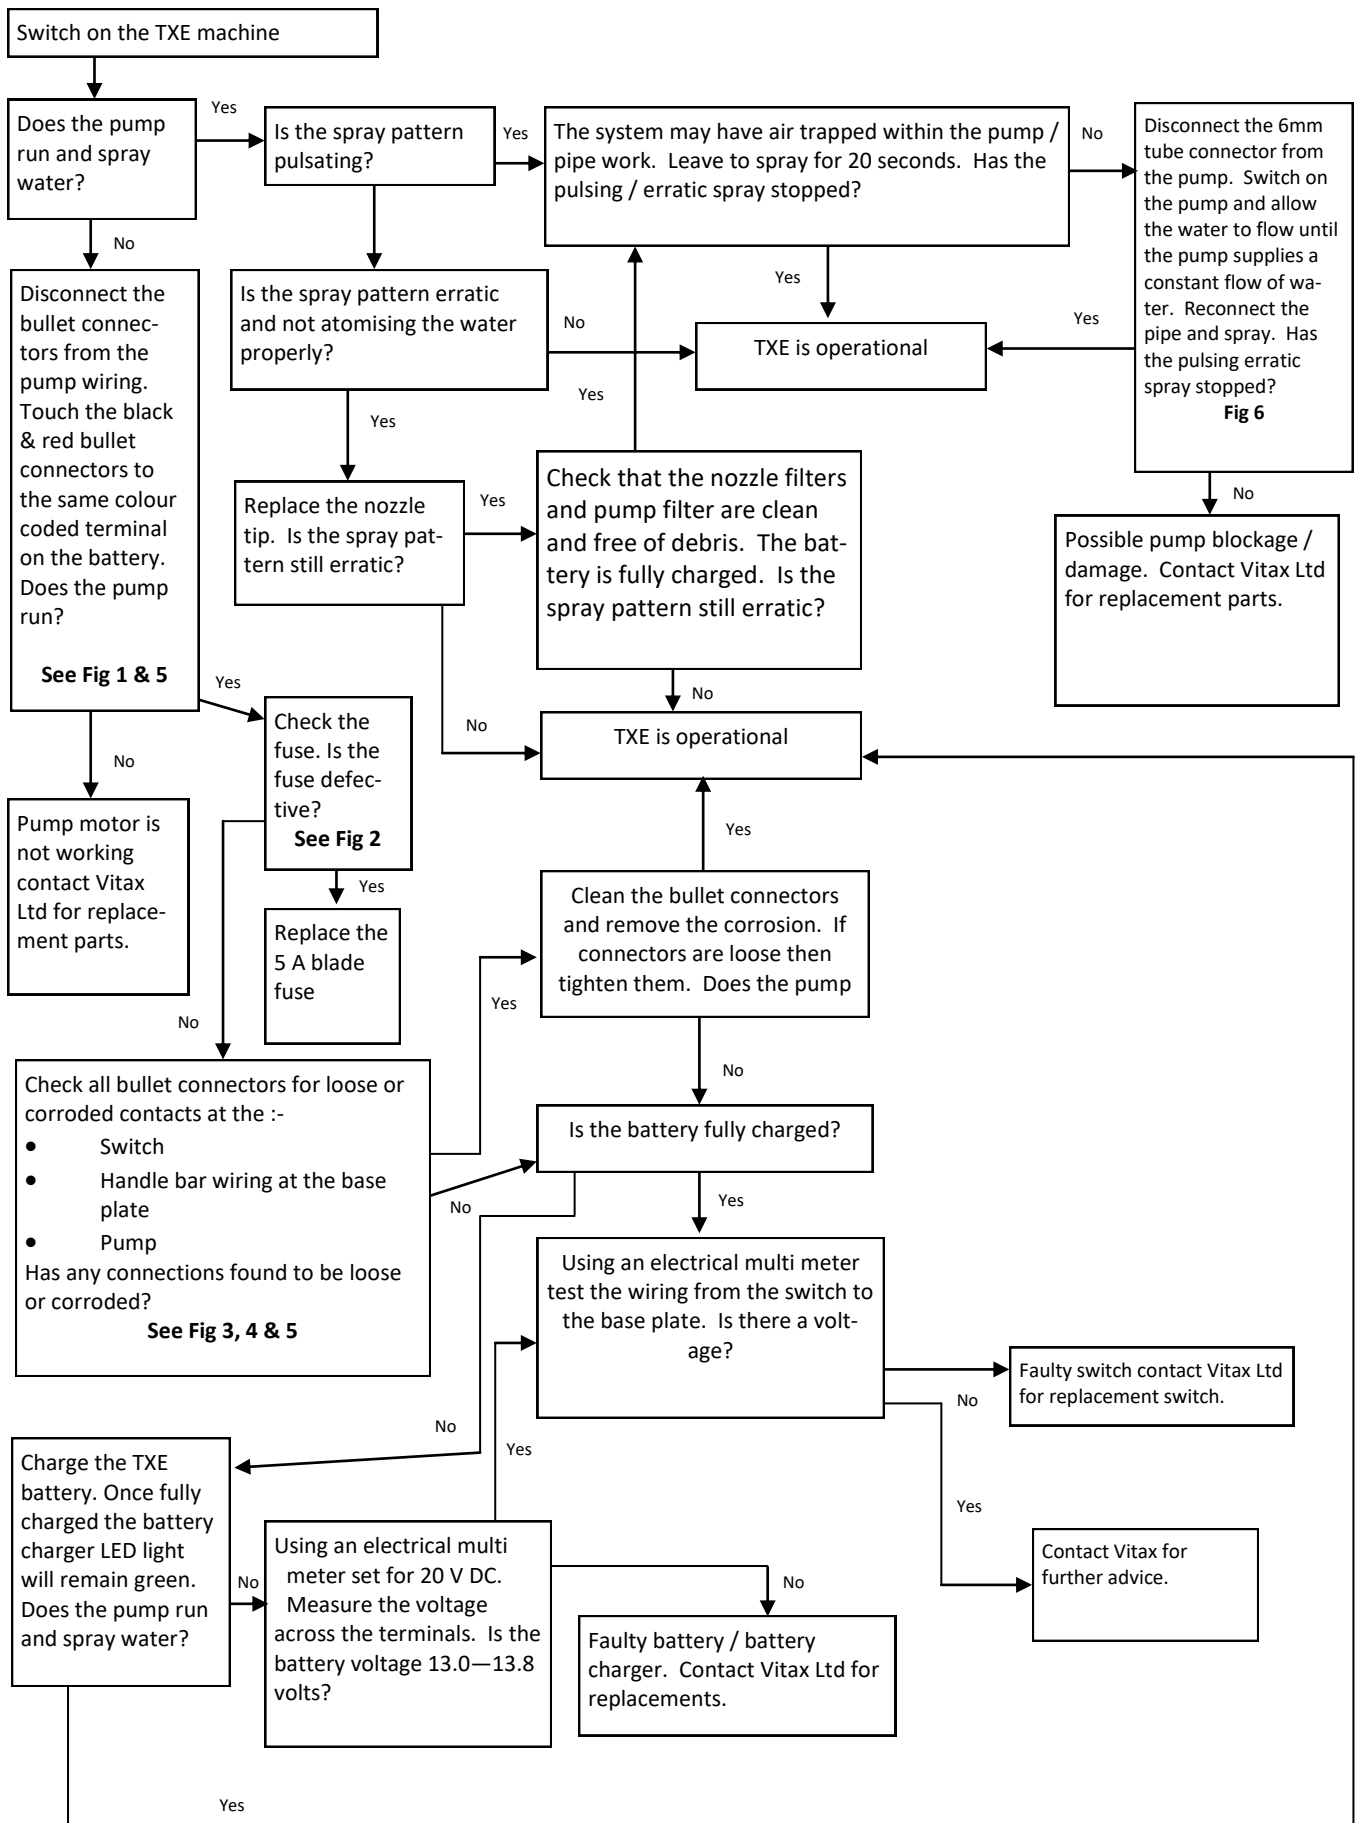 Switch on the TXE machine
Does the pump
run and spray
water?
Yes
Is the spray pattern
pulsating?
Yes
The system may have air trapped within the pump /
pipe work.  Leave to spray for 20 seconds.  Has the
pulsing / erratic spray stopped?
No
Disconnect the 6mm
tube connector from
the pump.  Switch on
the pump and allow
the water to flow until
the pump supplies a
constant flow of wa-
ter.  Reconnect the
pipe and spray.  Has
the pulsing erratic
spray stopped?
Fig 6
No
Disconnect the
bullet connec-
tors from the
pump wiring.
Touch the black
& red bullet
connectors to
the same colour
coded terminal
on the battery.
Does the pump
run?
See Fig 1 & 5
Is the spray pattern erratic
and not atomising the water
properly?
No
Yes
TXE is operational
Yes
Yes
Yes
Replace the nozzle
tip.  Is the spray pat-
tern still erratic?
Yes
Check that the nozzle filters
and pump filter are clean
and free of debris.  The bat-
tery is fully charged.  Is the
spray pattern still erratic?
No
Possible pump blockage /
damage.  Contact Vitax Ltd
for replacement parts.
Yes
No
No
TXE is operational
Check the
fuse. Is the
fuse defec-
tive?
See Fig 2
No
Pump motor is
not working
contact Vitax
Ltd for replace-
ment parts.
Yes
Replace the
5 A blade
fuse
Yes
Clean the bullet connectors
and remove the corrosion.  If
connectors are loose then
tighten them.  Does the pump
Yes
No
No
Check all bullet connectors for loose or
corroded contacts at the :-
• Switch
• Handle bar wiring at the base
plate
• Pump
Has any connections found to be loose
or corroded?
See Fig 3, 4 & 5
No
Is the battery fully charged?
Yes
Using an electrical multi meter
test the wiring from the switch to
the base plate.  Is there a volt-
age?
No
Faulty switch contact Vitax Ltd
for replacement switch.
Yes
Contact Vitax for
further advice.
No
Charge the TXE
battery. Once fully
charged the battery
charger LED light
will remain green.
Does the pump run
and spray water?
No
Yes
Using an electrical multi
meter set for 20 V DC.
Measure the voltage
across the terminals.  Is the
battery voltage 13.0—13.8
volts?
No
Faulty battery / battery
charger.  Contact Vitax Ltd for
replacements.
Yes